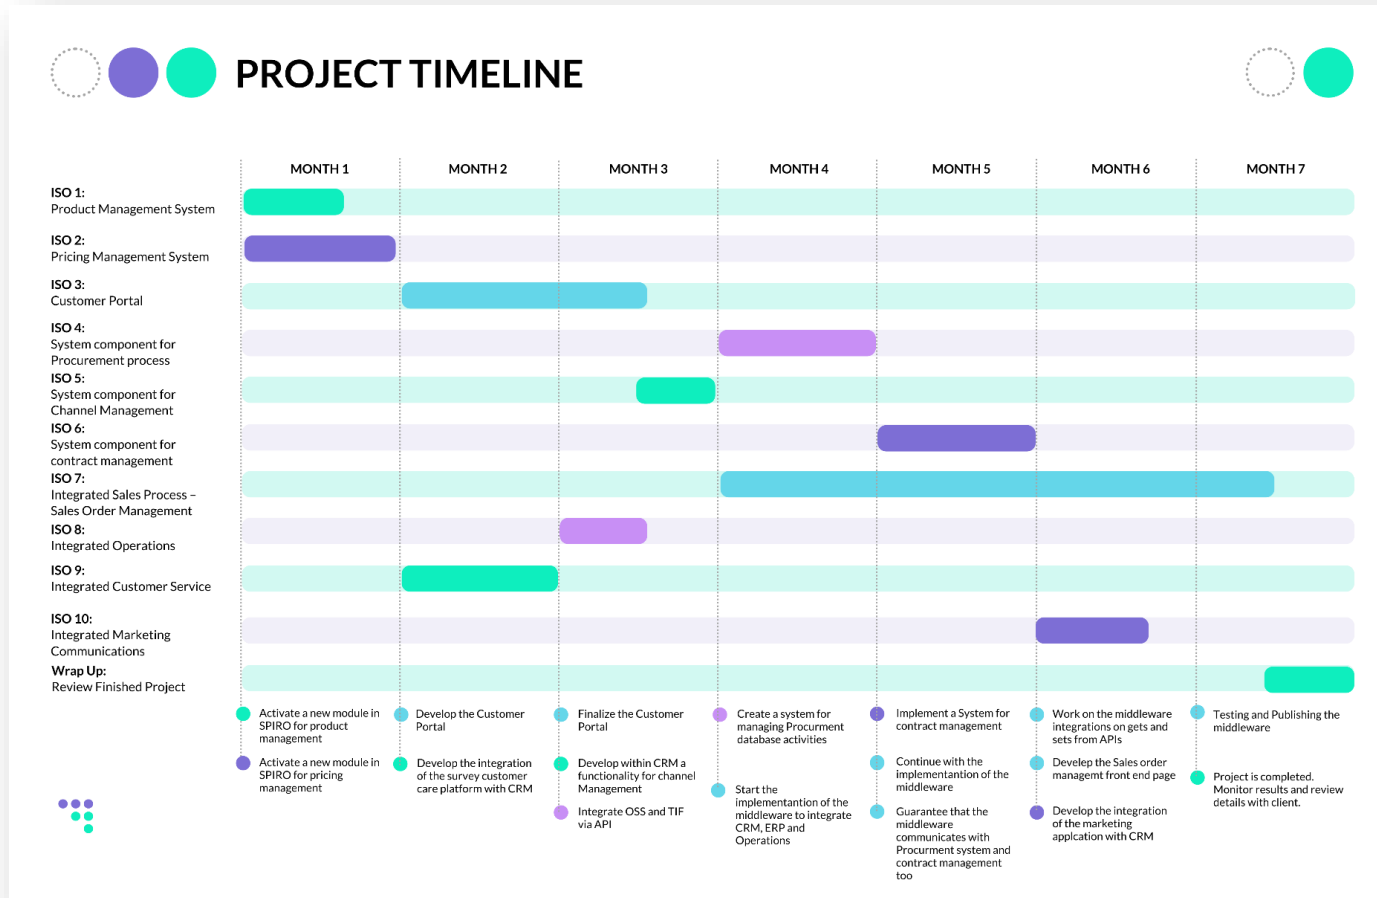 PROJECT TIMELINE
MONTH 1
MONTH 2
MONTH 3
MONTH 4
MONTH 5
MONTH 6
MONTH 7
ISO 1:
Product Management System
ISO 2:
Pricing Management System
ISO 3:
Customer Portal
ISO 4:
System component for
Procurement process
ISO 5:
System component for
Channel Management
ISO 6:
System component for
contract management
ISO 7:
Integrated Sales Process –
Sales Order Management
ISO 8:
Integrated Operations
ISO 9:
Integrated Customer Service
ISO 10:
Integrated Marketing
Communications
Wrap Up:
Review Finished Project
Activate a new module in
SPIRO for product
management
Activate a new module in
SPIRO for pricing
management
Develop the Customer
Portal
Develop the integration
of the survey customer
care platform with CRM
Finalize the Customer
Portal
Develop within CRM a
functionality for channel
Management
Integrate OSS and TIF
via API
Create a system for
managing Procurment
database activities
Start the
implementantion of the
middleware to integrate
CRM, ERP and
Operations
Implement a System for
contract management
Continue with the
implementantion of the
middleware
Guarantee that the
middleware
communicates with
Procurment system and
contract management
too
Work on the middleware
integrations on gets and
sets from APIs
Develop the Sales order
managemt front end page
Develop the integration
of the marketing
applcation with CRM
Testing and Publishing the
middleware
Project is completed.
Monitor results and review
details with client.